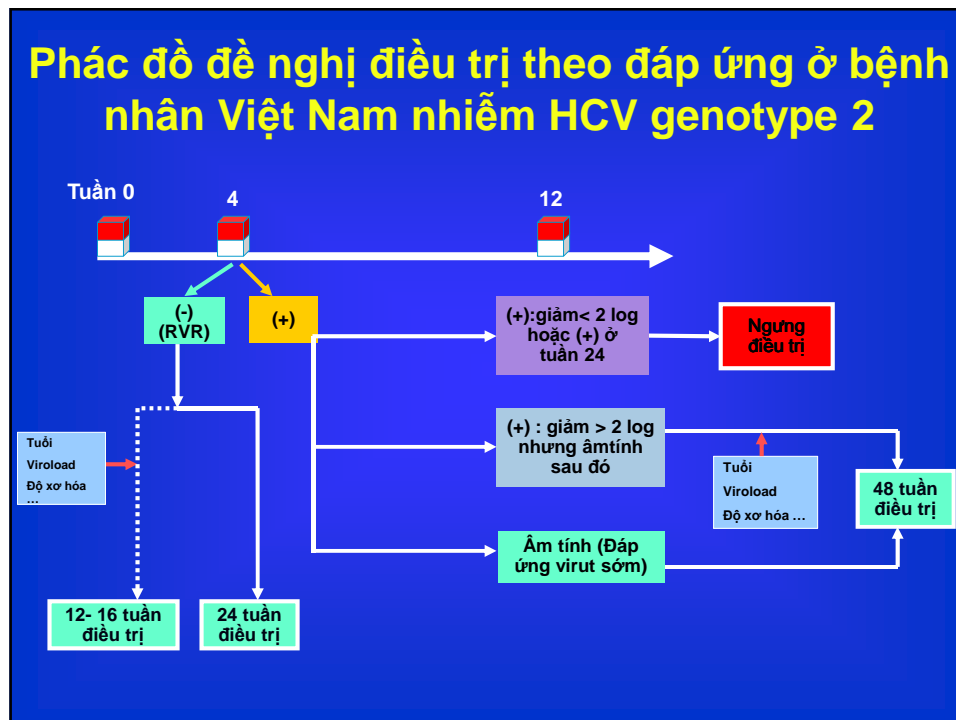 Phác đồ đề nghị điều trị theo đáp ứng ở bệnh
nhân Việt Nam nhiễm HCV genotype 2
Tuần 0
4
12
(-)
(RVR)
(+)
(+):giảm< 2 log
hoặc (+) ở
tuần 24
Ngưng
điều trị
(+) : giảm > 2 log
nhưng âmtính
sau đó
Tuổi
Viroload
Độ xơ hóa
...
Tuổi
Viroload
Độ xơ hóa ...
48 tuần
điều trị
Âm tính (Đáp
ứng virut sớm)
12- 16 tuần
điều trị
24 tuần
điều trị